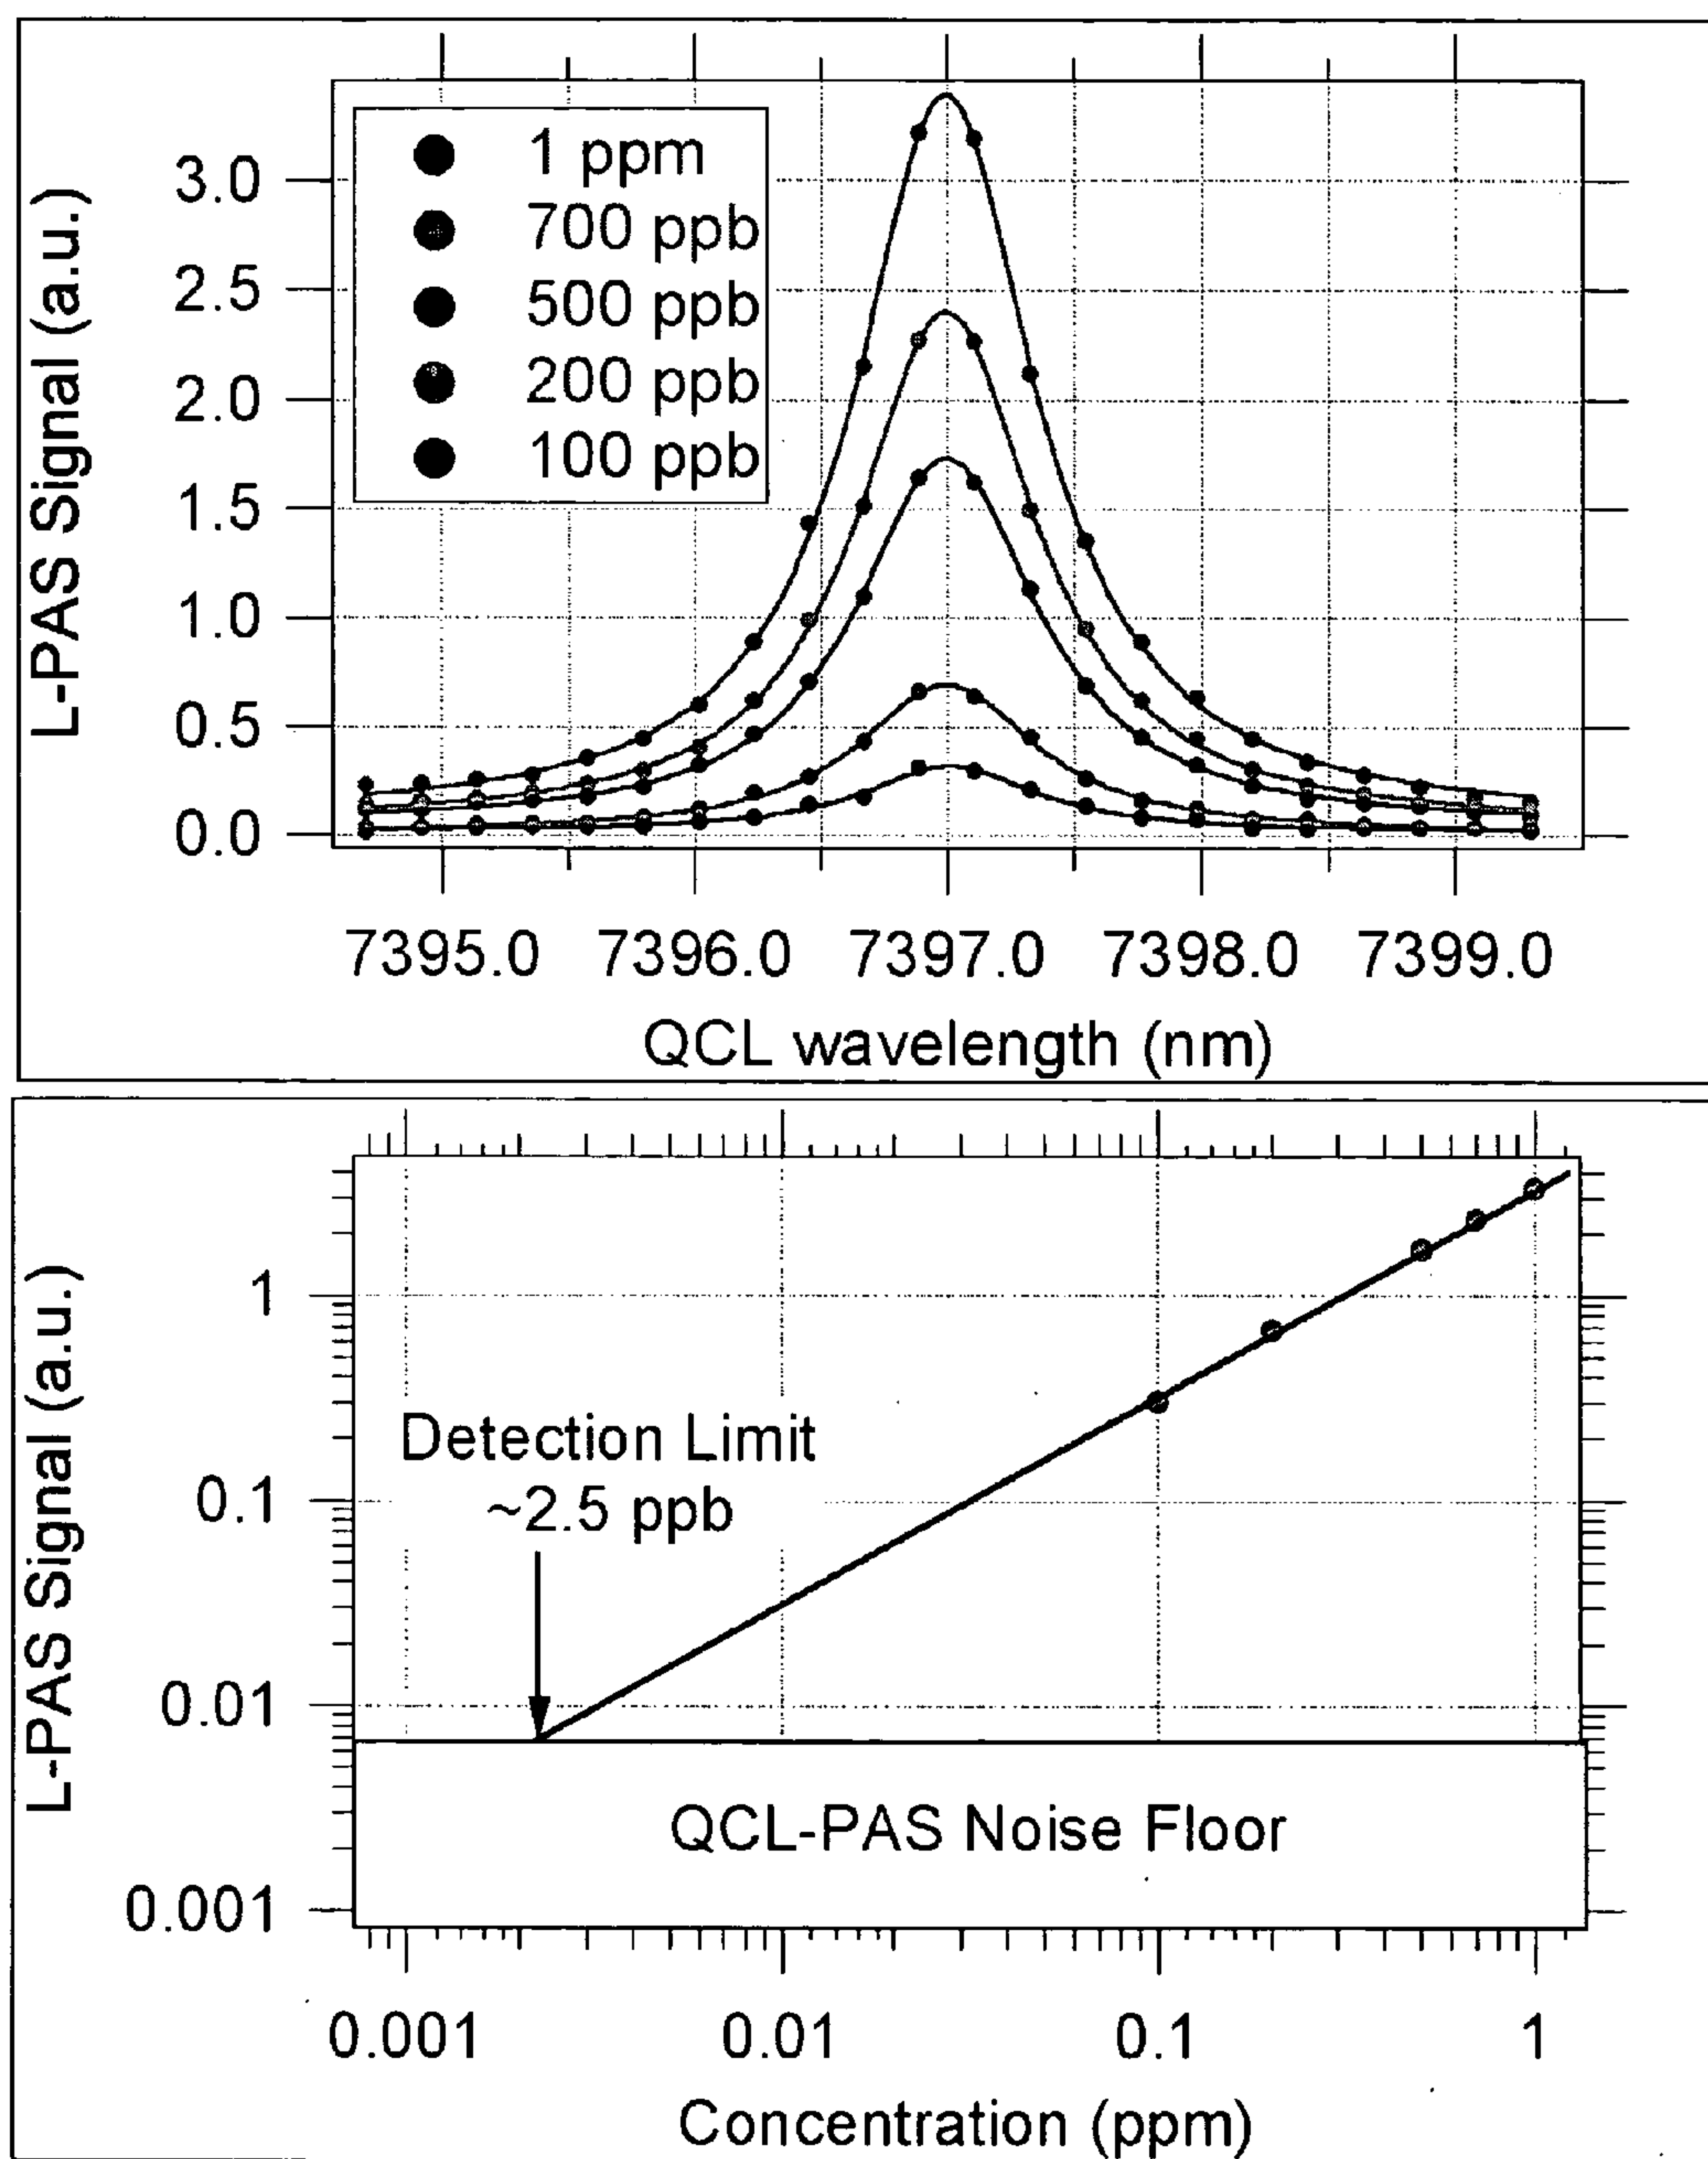 1 ppm
700 ppb
500 ppb
200 ppb
100 ppb
L-PAS Signal (a.u.)
3.0
2.5
2.0
1.5
1.0
0.5
0.0
7395.0 7396.0 7397.0 7398.0 7399.0
QCL wavelength (nm)
L-PAS Signal (a.u.)
1
0.1
0.01
0.001
Detection Limit
~2.5 ppb
QCL-PAS Noise Floor
0.001 0.01 0.1 1
Concentration (ppm)